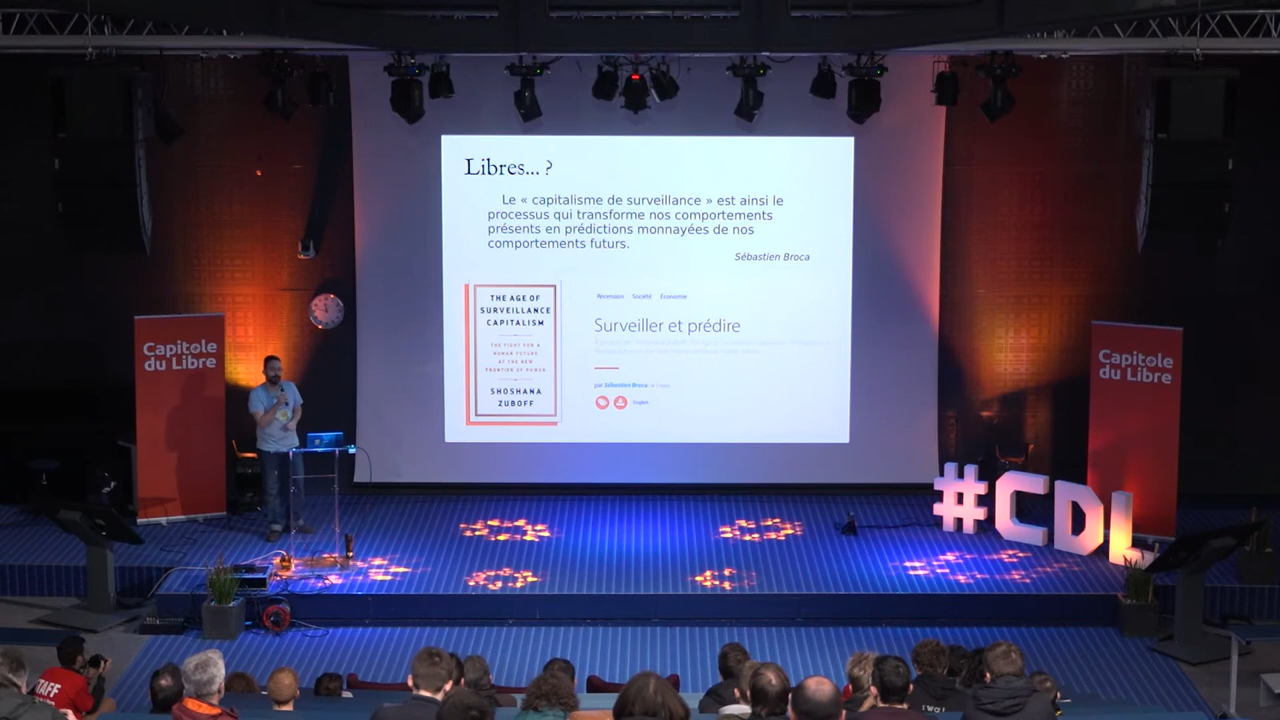 Libres... ?
Le « capitalisme de surveillance » est ainsi le
processus qui transforme nos comportements
présents en prédictions monnayées de nos
comportements futurs.
Sébastien Broca
THE AGE OF
SURVEILLANCE
CAPITALISM
THE FIGHT FOR A
HUMAN FUTURE
AT THE NEW
FRONTIER OF POWER
SHOSHANA
ZUBOFF
Recension Société Économie
Surveiller et prédire
par Sébastien Broca
English
Capitole
du Libre
Capitole
du Libre
#CDL
STAFF